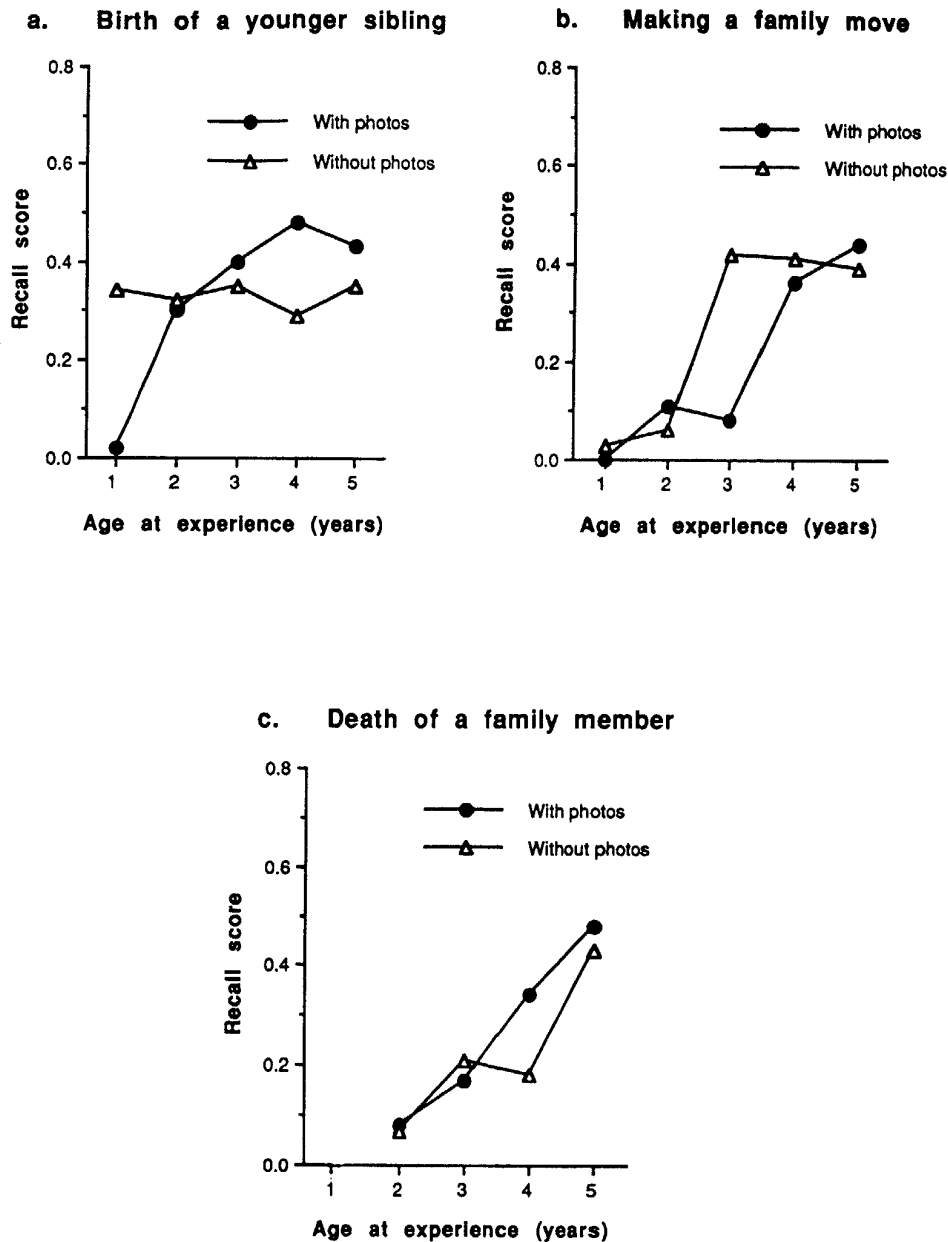 a. Birth of a younger sibling
0.8
With photos
Without photos
0.6
0.4
0.2
0.0
Recall score
1 2 3 4 5
Age at experience (years)
b. Making a family move
0.8
With photos
Without photos
0.6
0.4
0.2
0.0
Recall score
1 2 3 4 5
Age at experience (years)
c. Death of a family member
0.8
With photos
Without photos
0.6
0.4
0.2
0.0
Recall score
1 2 3 4 5
Age at experience (years)